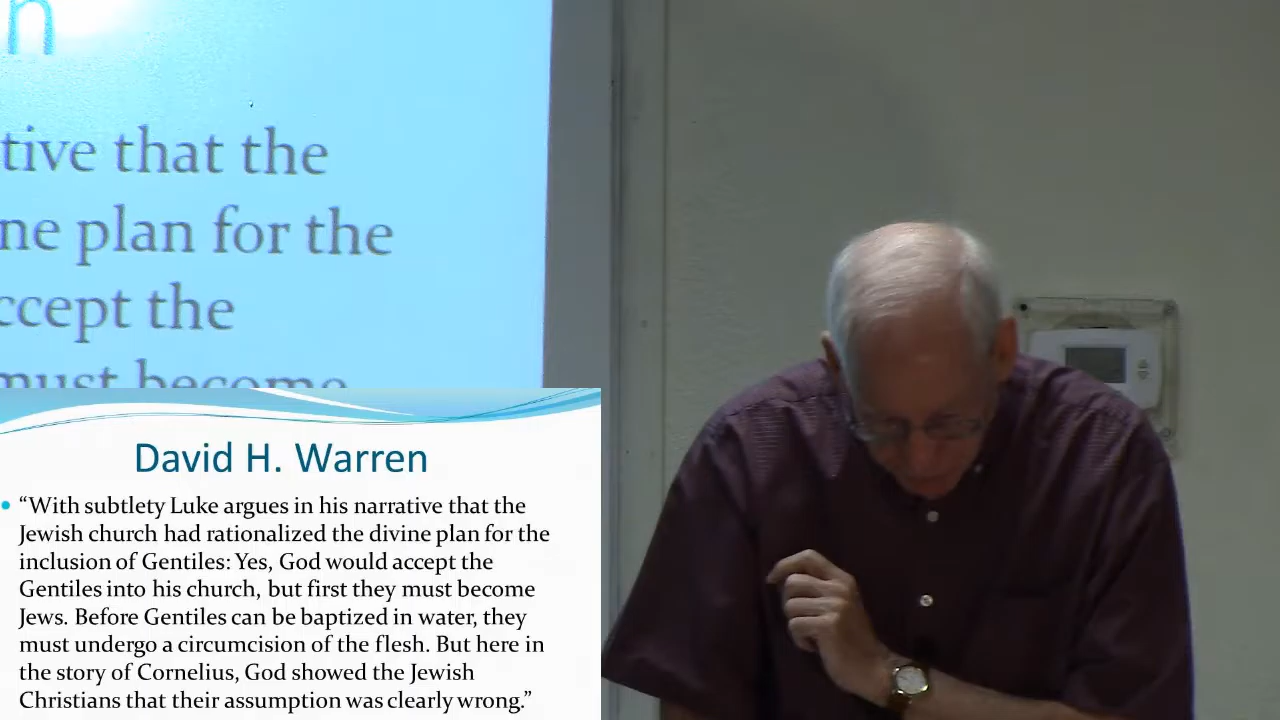 n
tive that the
ne plan for the
ccept the
must become
David H. Warren
• “With subtlety Luke argues in his narrative that the
Jewish church had rationalized the divine plan for the
inclusion of Gentiles: Yes, God would accept the
Gentiles into his church, but first they must become
Jews. Before Gentiles can be baptized in water, they
must undergo a circumcision of the flesh. But here in
the story of Cornelius, God showed the Jewish
Christians that their assumption was clearly wrong.”